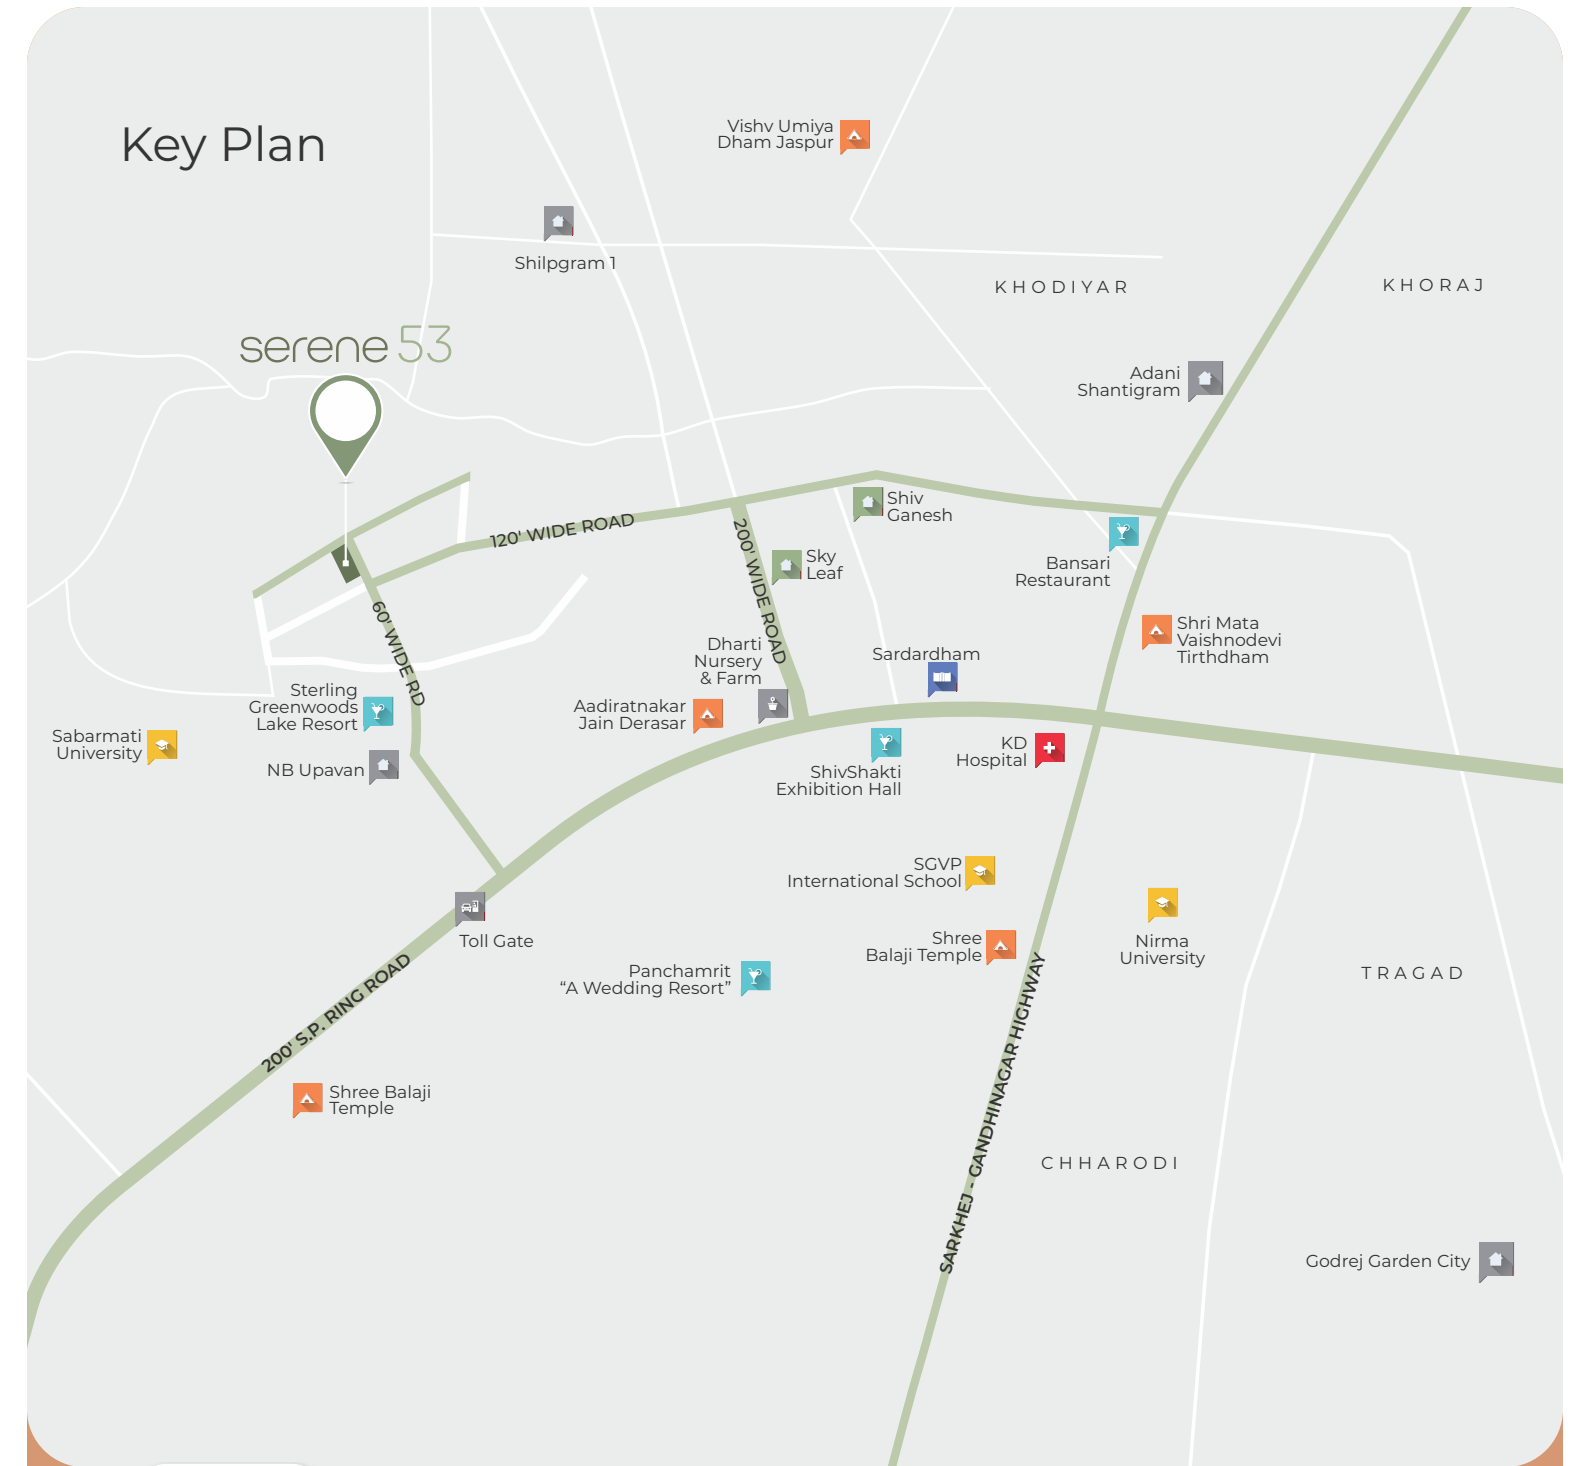 Key Plan
Vishv Umiya
Dham Jaspur
Shilpgram 1
KHODIYAR
KHORAJ
serene 53
Adani
Shantigram
Shiv
Ganesh
120' WIDE ROAD
200' WIDE ROAD
Sky
Leaf
Bansari
Restaurant
60' WIDE RD
Shri Mata
Vaishnodevi
Tirthdham
Dharti
Nursery
& Farm
Sardardham
Sterling
Greenwoods
Lake Resort
Aadiratnakar
Jain Derasar
Sabarmati
University
NB Upavan
KD
Hospital
ShivShakti
Exhibition Hall
SGVP
International School
Toll Gate
Shree
Balaji Temple
Nirma
University
Panchamrit
“A Wedding Resort”
TRAGAD
200' S.P. RING ROAD
SARKHEJ - GANDHINAGAR HIGHWAY
Shree Balaji
Temple
CHHARODI
Godrej Garden City